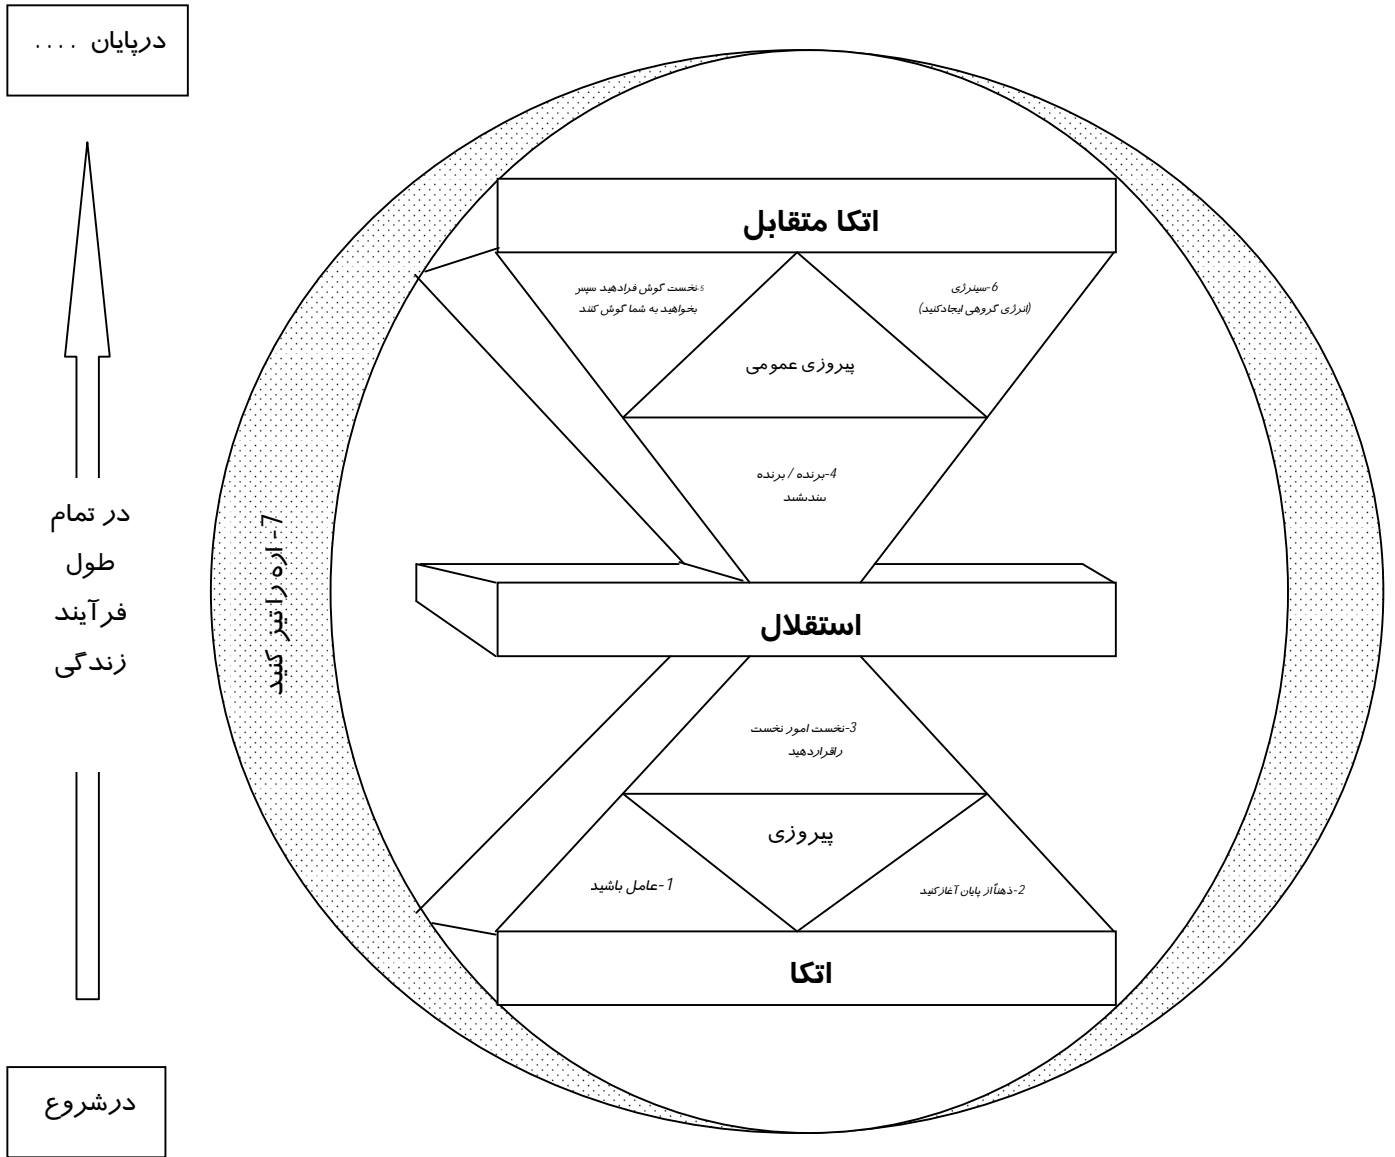 درپایان ....
اتکا متقابل
5-نخست گوش فرادهید سپس
بخواهید به شما گوش کنند
6-سینرژی
(انرژی گروهی ایجادکنید)
پیروزی عمومی
4-برنده / برنده
بیندیشید
در تمام
طول
فرآیند
زندگی
7- اره را تیز کنید
استقلال
3-نخست امور نخست
راقراردهید
پیروزی
1-عامل باشید
2-ذهناً از پایان آغازکنید
اتکا
درشروع